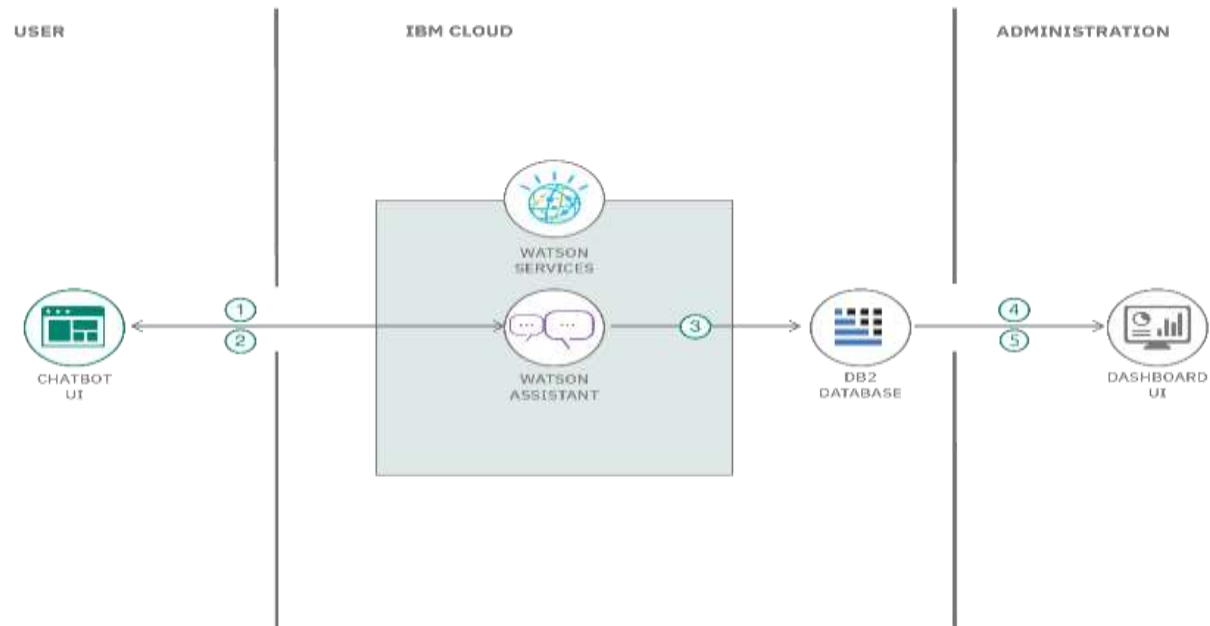 USER
IBM CLOUD
ADMINISTRATION
WATSON
SERVICES
1
2
3
4
5
CHATBOT
UI
WATSON
ASSISTANT
DB2
DATABASE
DASHBOARD
UI